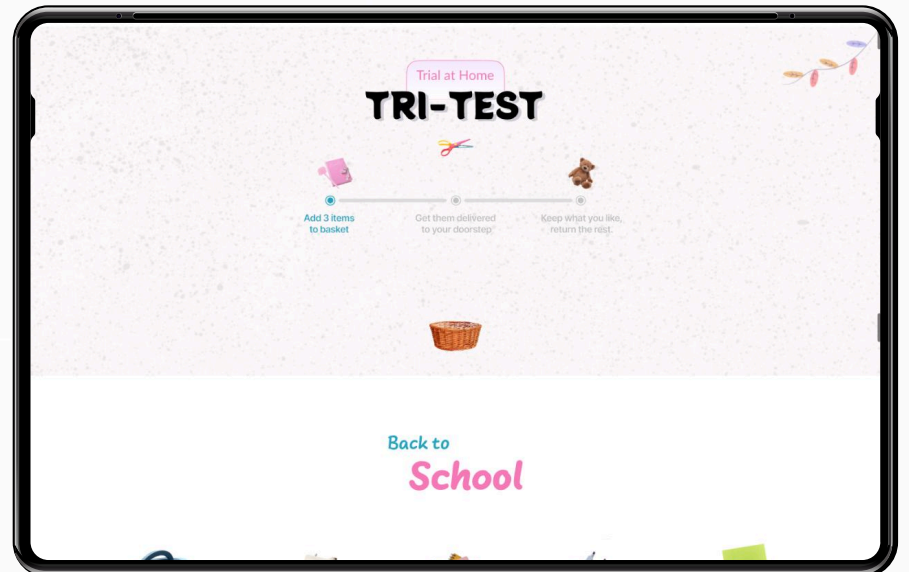 Trial at Home
TRI-TEST
Add 3 items
to basket
Get them delivered
to your doorstep
Keep what you like,
return the rest.
Back to
School